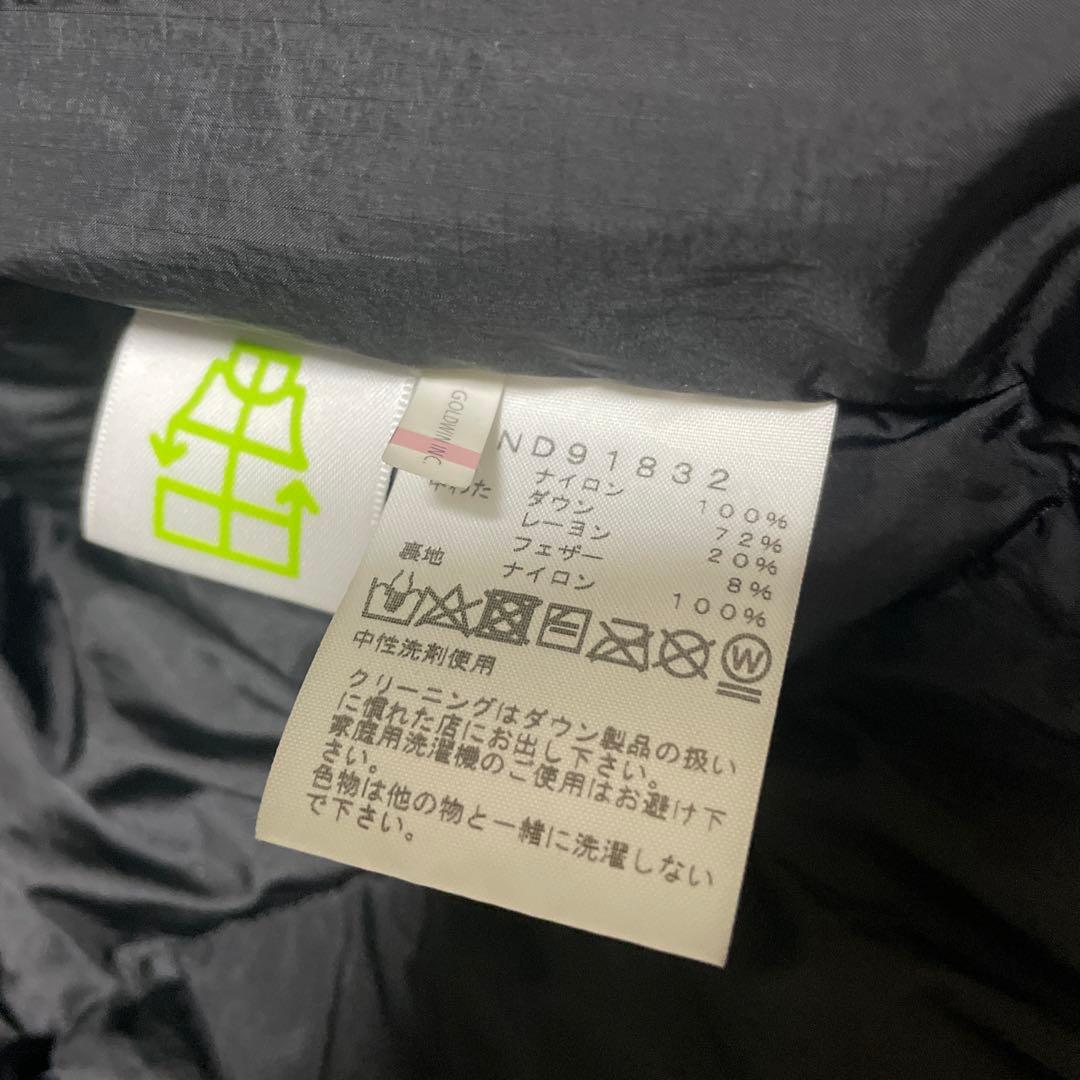 GOLDWIN INC.
ND91832
ナイロン 100%
中わた ダウン 72%
レーヨン 20%
フェザー 8%
裏地 ナイロン 100%
W
中性洗剤使用
クリーニングはダウン製品の扱い
に慣れた店にお出し下さい。
家庭用洗濯機のご使用はお避け下
さい。
色物は他の物と一緒に洗濯しない
で下さい。